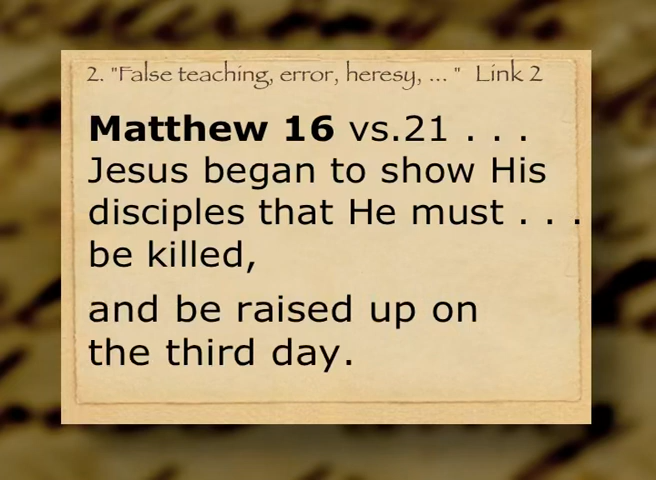 2. "False teaching, error, heresy, ... " Link 2
Matthew 16 vs.21 . . .
Jesus began to show His
disciples that He must . . .
be killed,
and be raised up on
the third day.